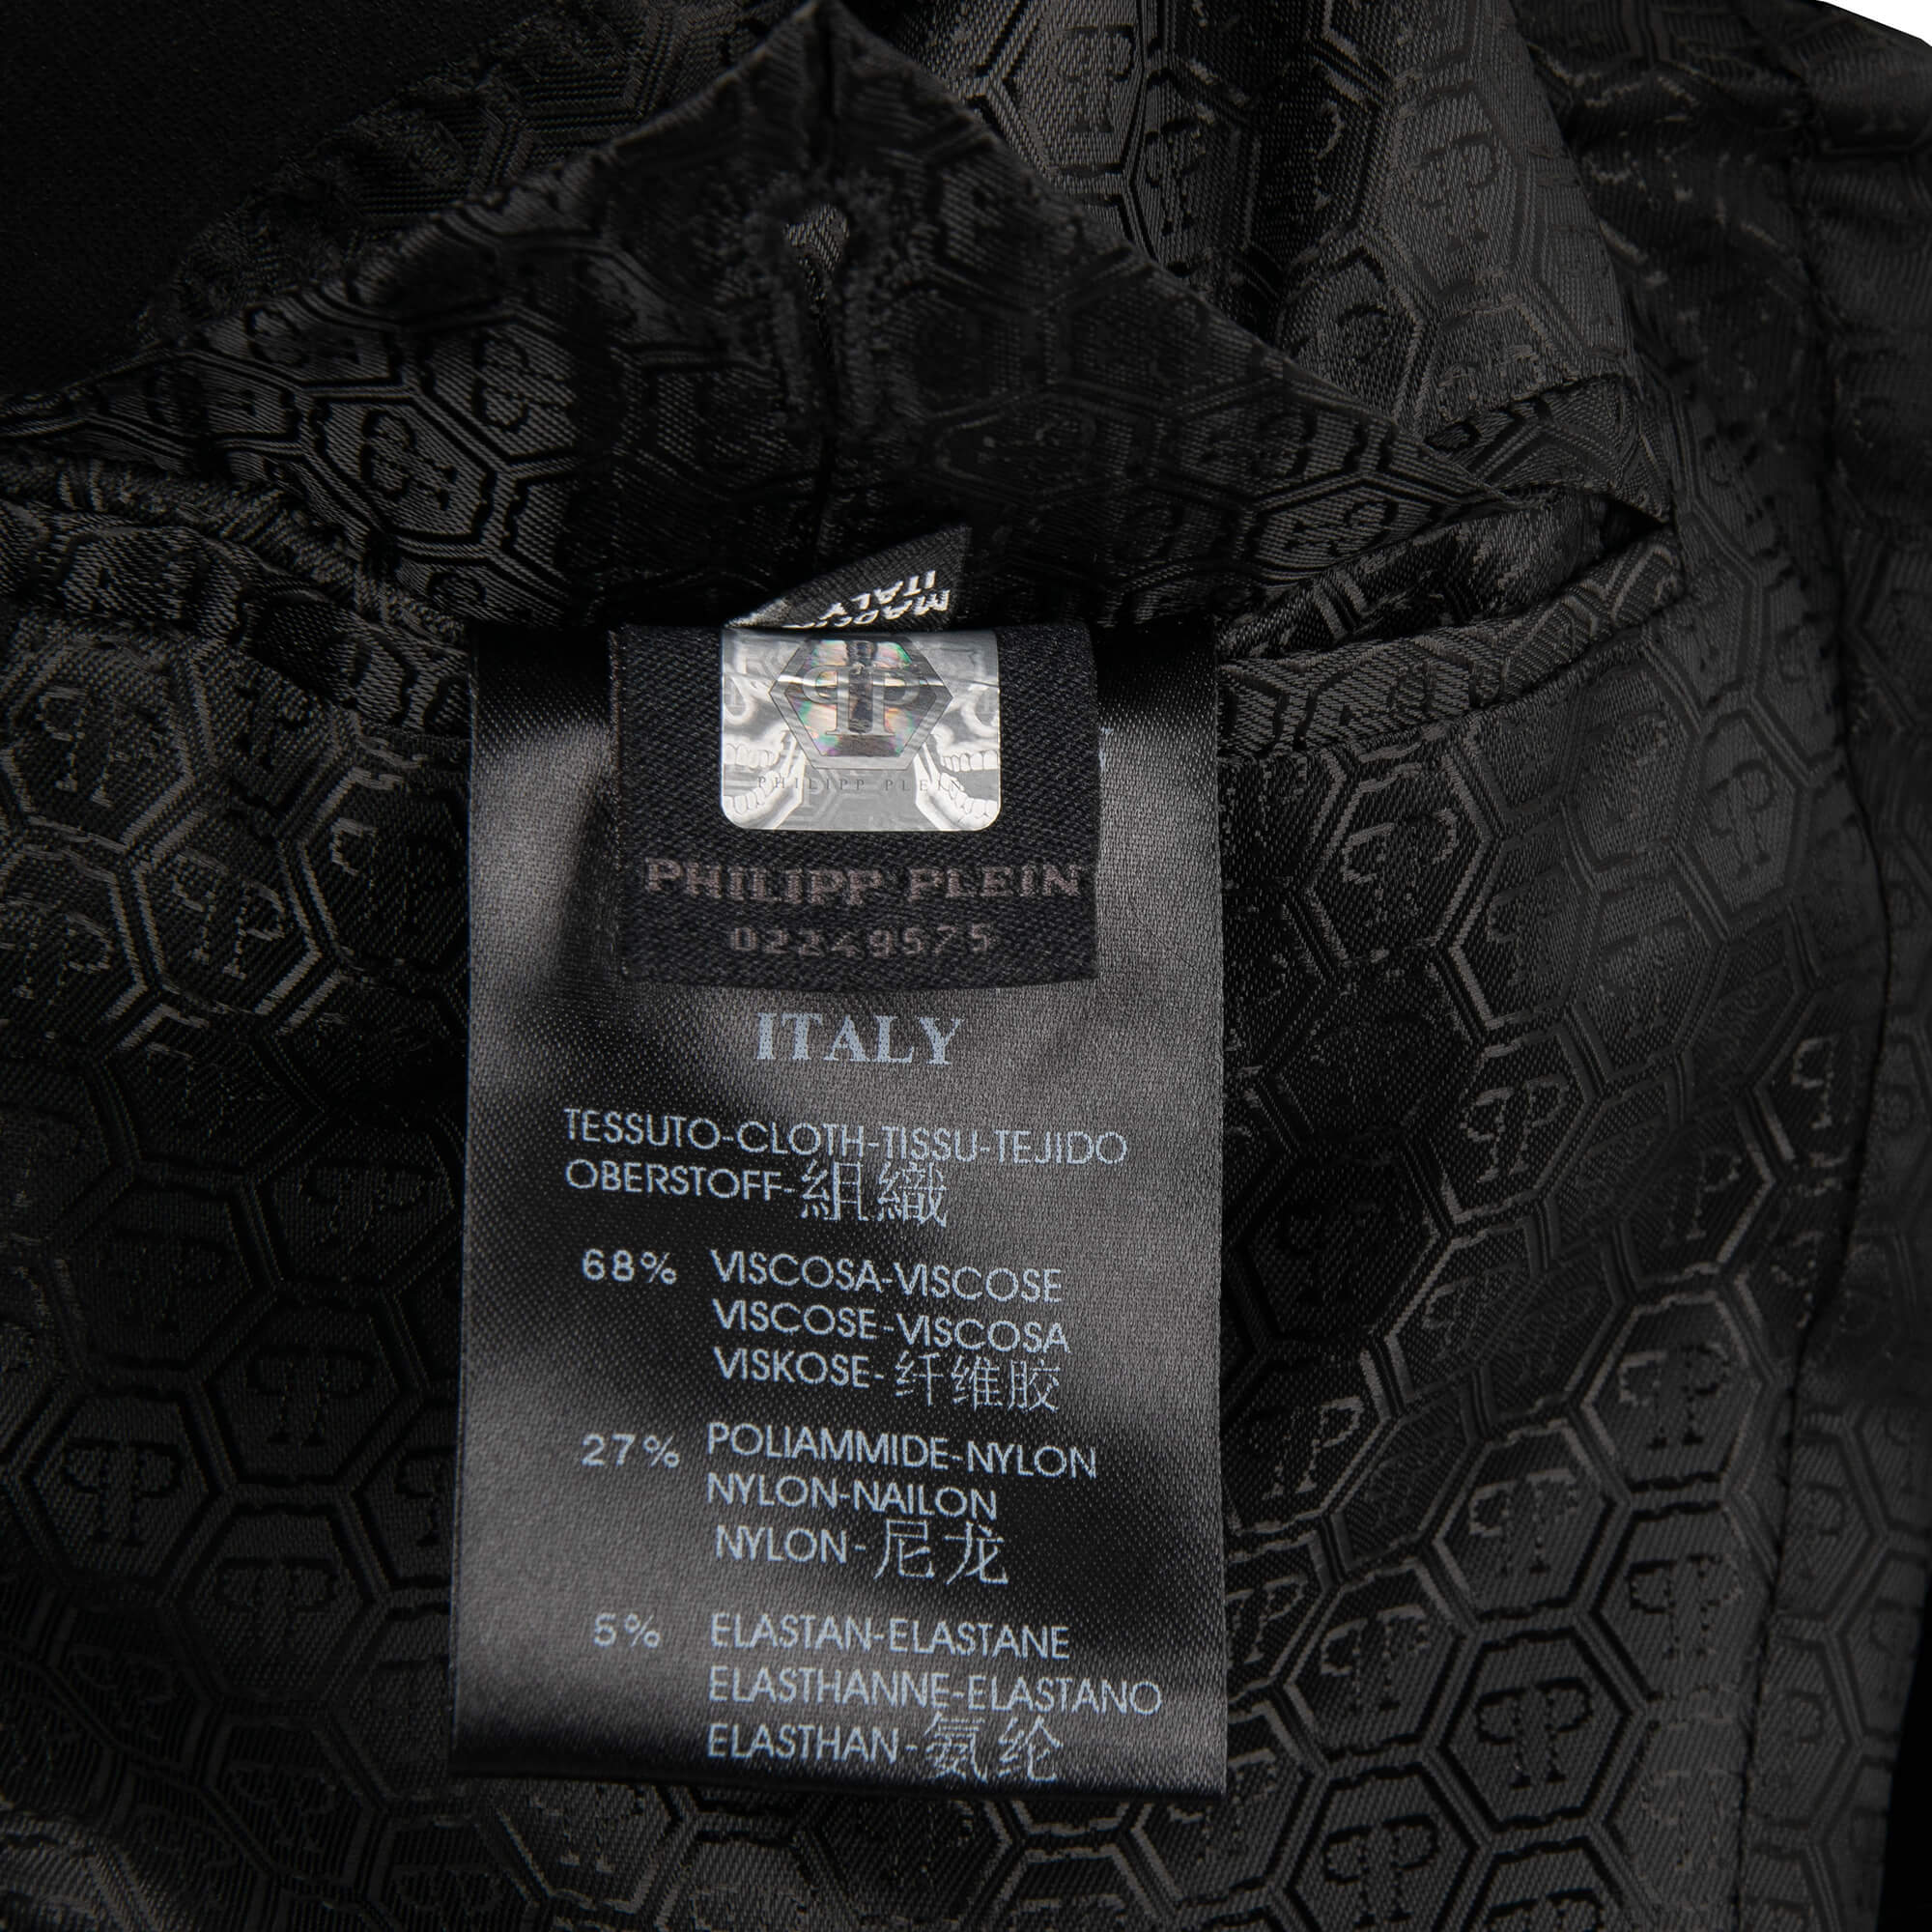 MADE IN
ITALY
PHILIPP PLEIN
PHILIPP PLEIN
02249575
ITALY
TESSUTO-CLOTH-TISSU-TEJIDO
OBERSTOFF-組織
68% VISCOSA-VISCOSE
VISCOSE-VISCOSA
VISKOSE-纤维胶
27% POLIAMMIDE-NYLON
NYLON-NAILON
NYLON-尼龙
5% ELASTAN-ELASTANE
ELASTHANNE-ELASTANO
ELASTHAN-氨纶